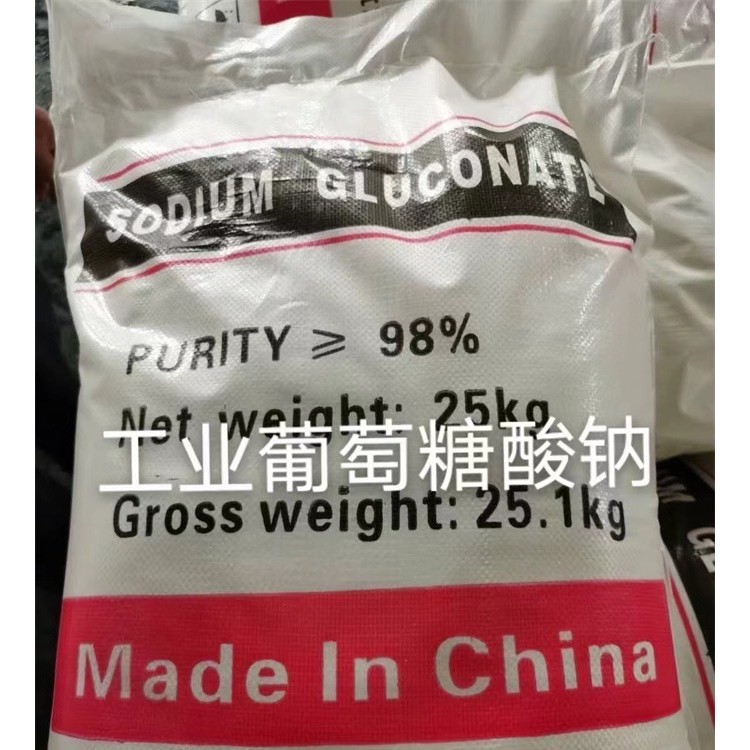 SODIUM GLUCONATE
PURITY ≥ 98%
Net weight: 25kg
工业葡萄糖酸钠
Gross weight: 25.1kg
Made In China